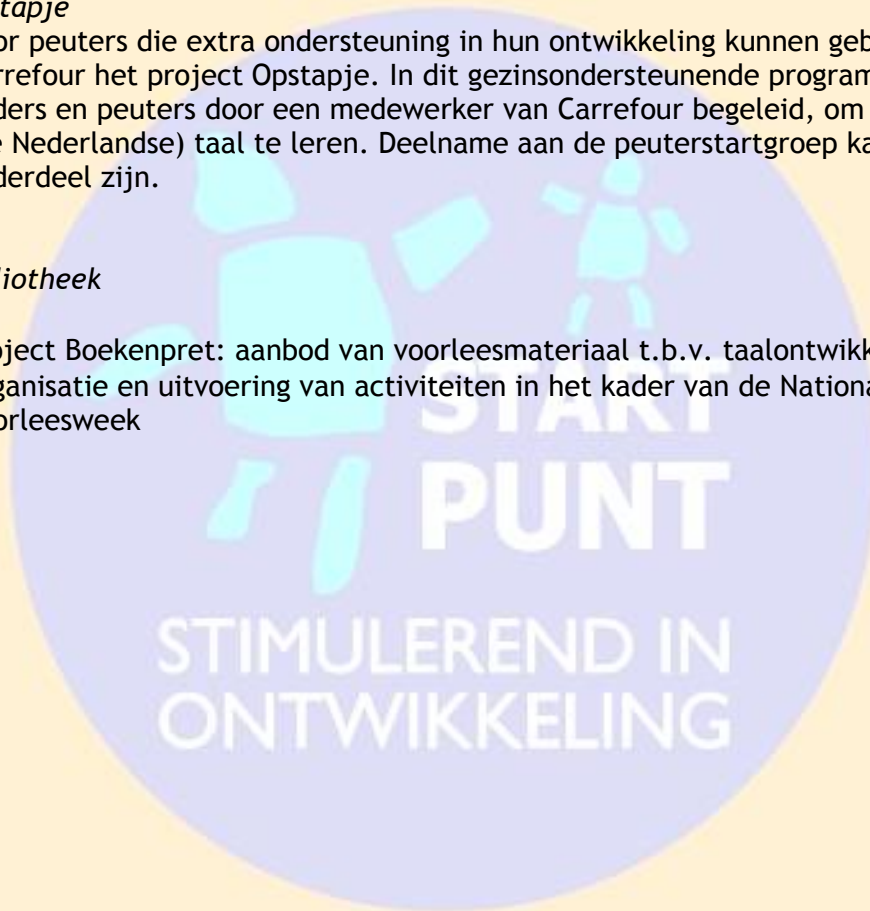 tapje
or peuters die extra ondersteuning in hun ontwikkeling kunnen geb
rrefour het project Opstapje. In dit gezinsondersteunende program
ders en peuters door een medewerker van Carrefour begeleid, om
e Nederlandse) taal te leren. Deelname aan de peuterstartgroep ka
derdeel zijn.
liotheek
ject Boekenpret: aanbod van voorleesmateriaal t.b.v. taalontwikk
ganisatie en uitvoering van activiteiten in het kader van de Nationa
orleesweek
START
PUNT
STIMULEREND IN
ONTWIKKELING